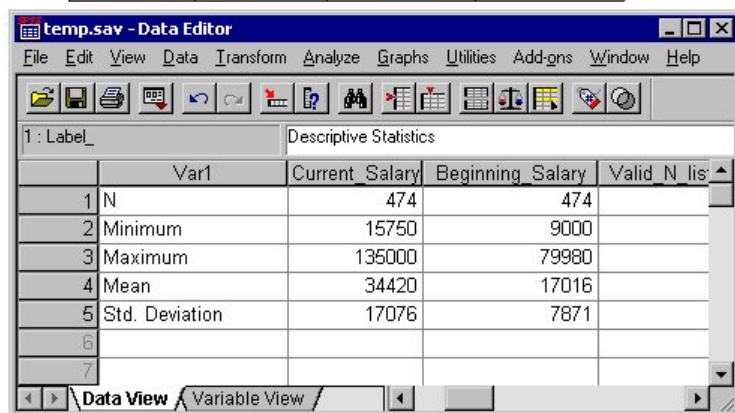 temp.sav - Data Editor
File Edit View Data Transform Analyze Graphs Utilities Add-ons Window Help
1 : Label_ Descriptive Statistics
Var1 Current_Salary Beginning_Salary Valid_N_lis
1 N 474 474
2 Minimum 15750 9000
3 Maximum 135000 79980
4 Mean 34420 17016
5 Std. Deviation 17076 7871
6
7
Data View Variable View